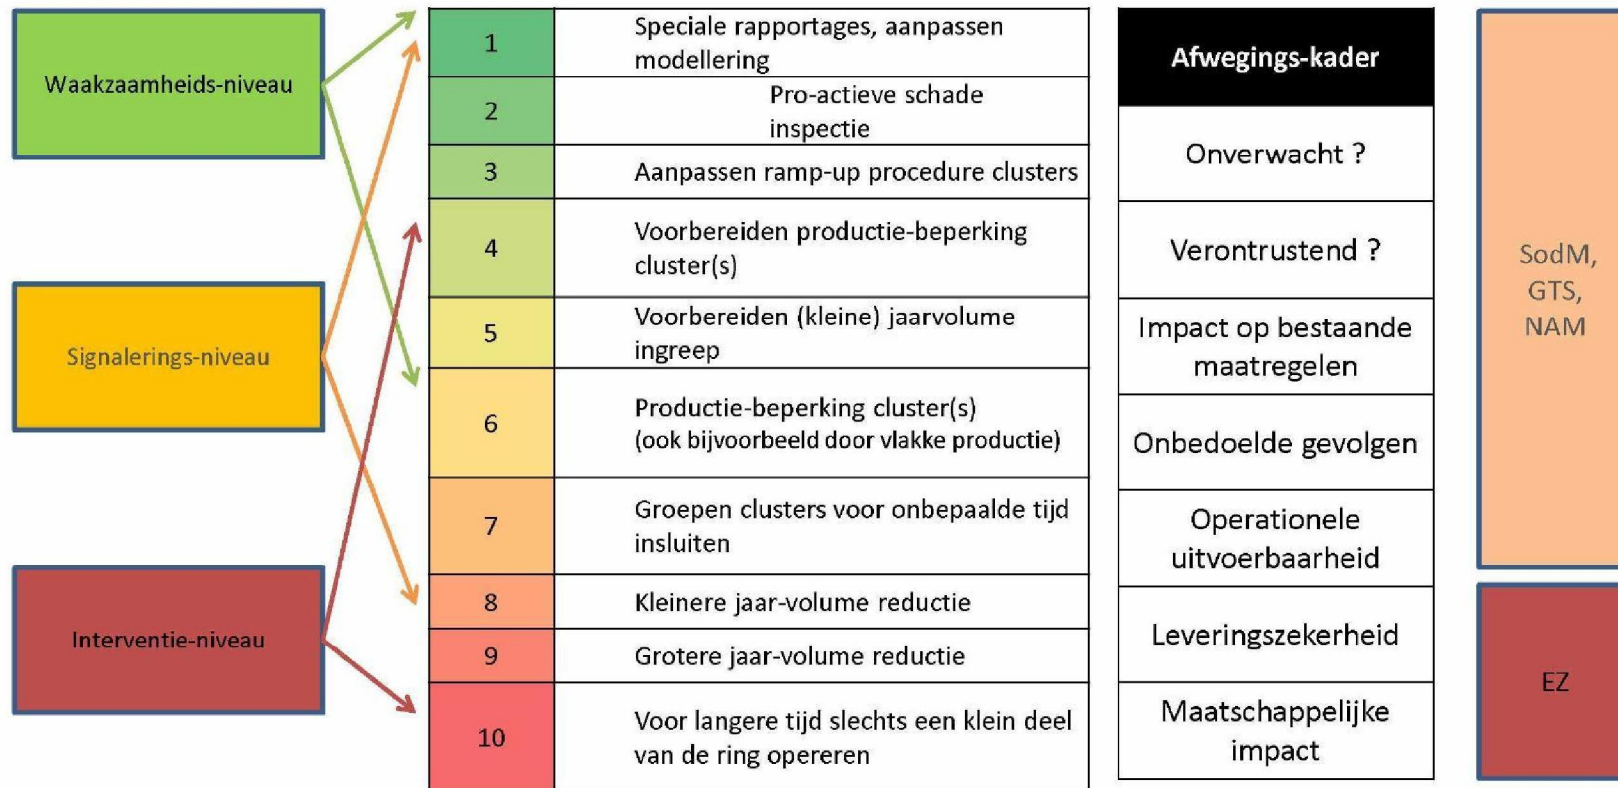 Waakzaamheids-niveau
Signalerings-niveau
Interventie-niveau
1
Speciale rapportages, aanpassen
modellering
2
Pro-actieve schade
inspectie
3
Aanpassen ramp-up procedure clusters
4
Voorbereiden productie-beperking
cluster(s)
5
Voorbereiden (kleine) jaarvolume
ingreep
6
Productie-beperking cluster(s)
(ook bijvoorbeeld door vlakke productie)
7
Groepen clusters voor onbepaalde tijd
insluiten
8
Kleinere jaar-volume reductie
9
Grotere jaar-volume reductie
10
Voor langere tijd slechts een klein deel
van de ring opereren
Afwegings-kader
Onverwacht ?
Verontrustend ?
Impact op bestaande
maatregelen
Onbedoelde gevolgen
Operationele
uitvoerbaarheid
Leveringszekerheid
Maatschappelijke
impact
SodM,
GTS,
NAM
EZ